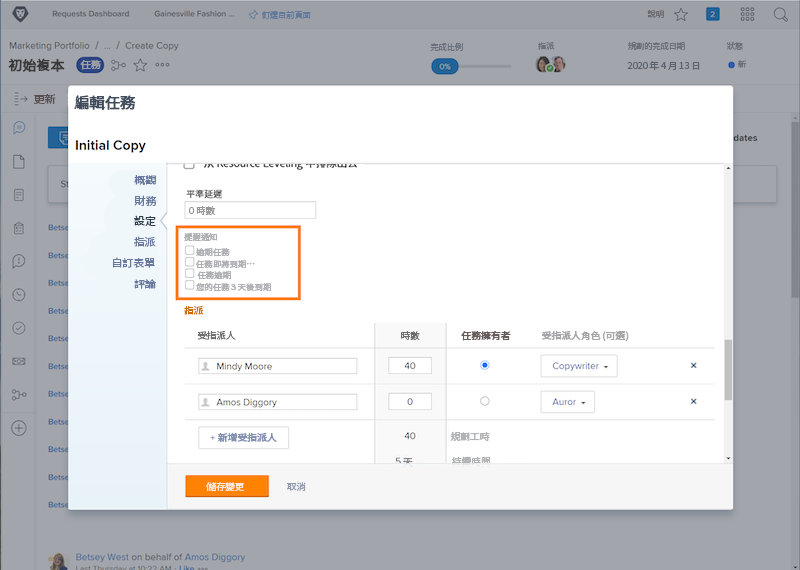 Requests Dashboard
Gainesville Fashion ...
釘選目前頁面
說明
2
Marketing Portfolio / ... / Create Copy
初始複本
任務
完成比例
0%
指派
規劃的完成日期
2020 年 4 月 13 日
狀態
新
更新
編輯任務
Initial Copy
概觀
財務
設定
指派
自訂表單
評論
從 Resource Leveling 中排除出去
平準延遲
0 時數
提醒通知
逾期任務
任務即將到期…
任務逾期
您的任務 3 天後到期
指派
受指派人
時數
任務擁有者
受指派人角色 (可選)
Mindy Moore
40
Copywriter
Amos Diggory
0
Auror
+ 新增受指派人
40
規劃工時
5 天
持續時間
儲存變更
取消
dates
St
Betse
Betse
Betse
Betse
Betse
Betse
Betse
Betse
Betse
Betse
Betse
Betsey West on behalf of Amos Diggory
Last Thursday at 10:22 AM · Like